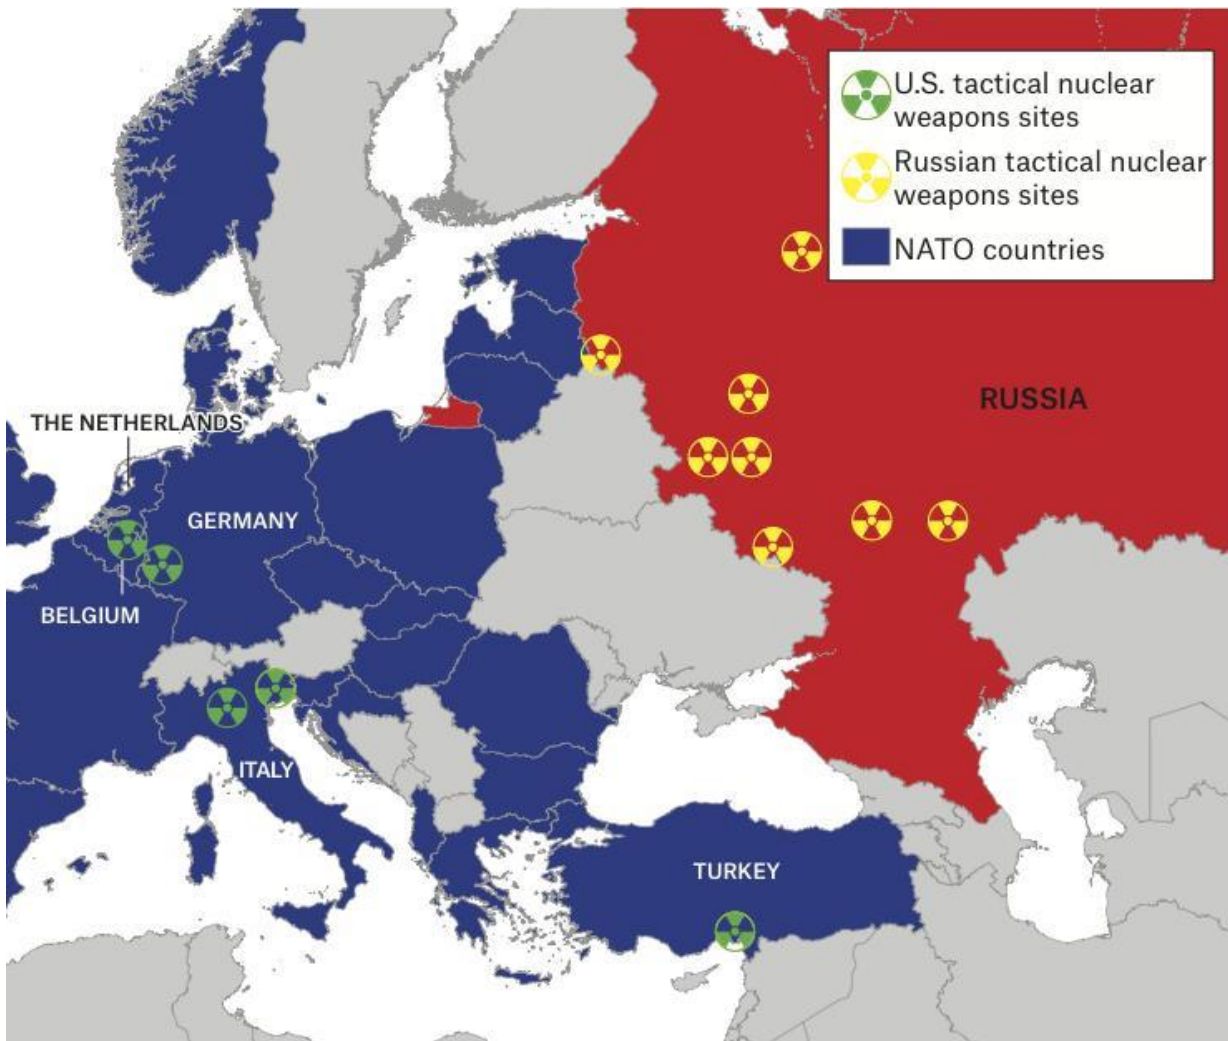 U.S. tactical nuclear
weapons sites
Russian tactical nuclear
weapons sites
NATO countries
RUSSIA
THE NETHERLANDS
GERMANY
BELGIUM
ITALY
TURKEY